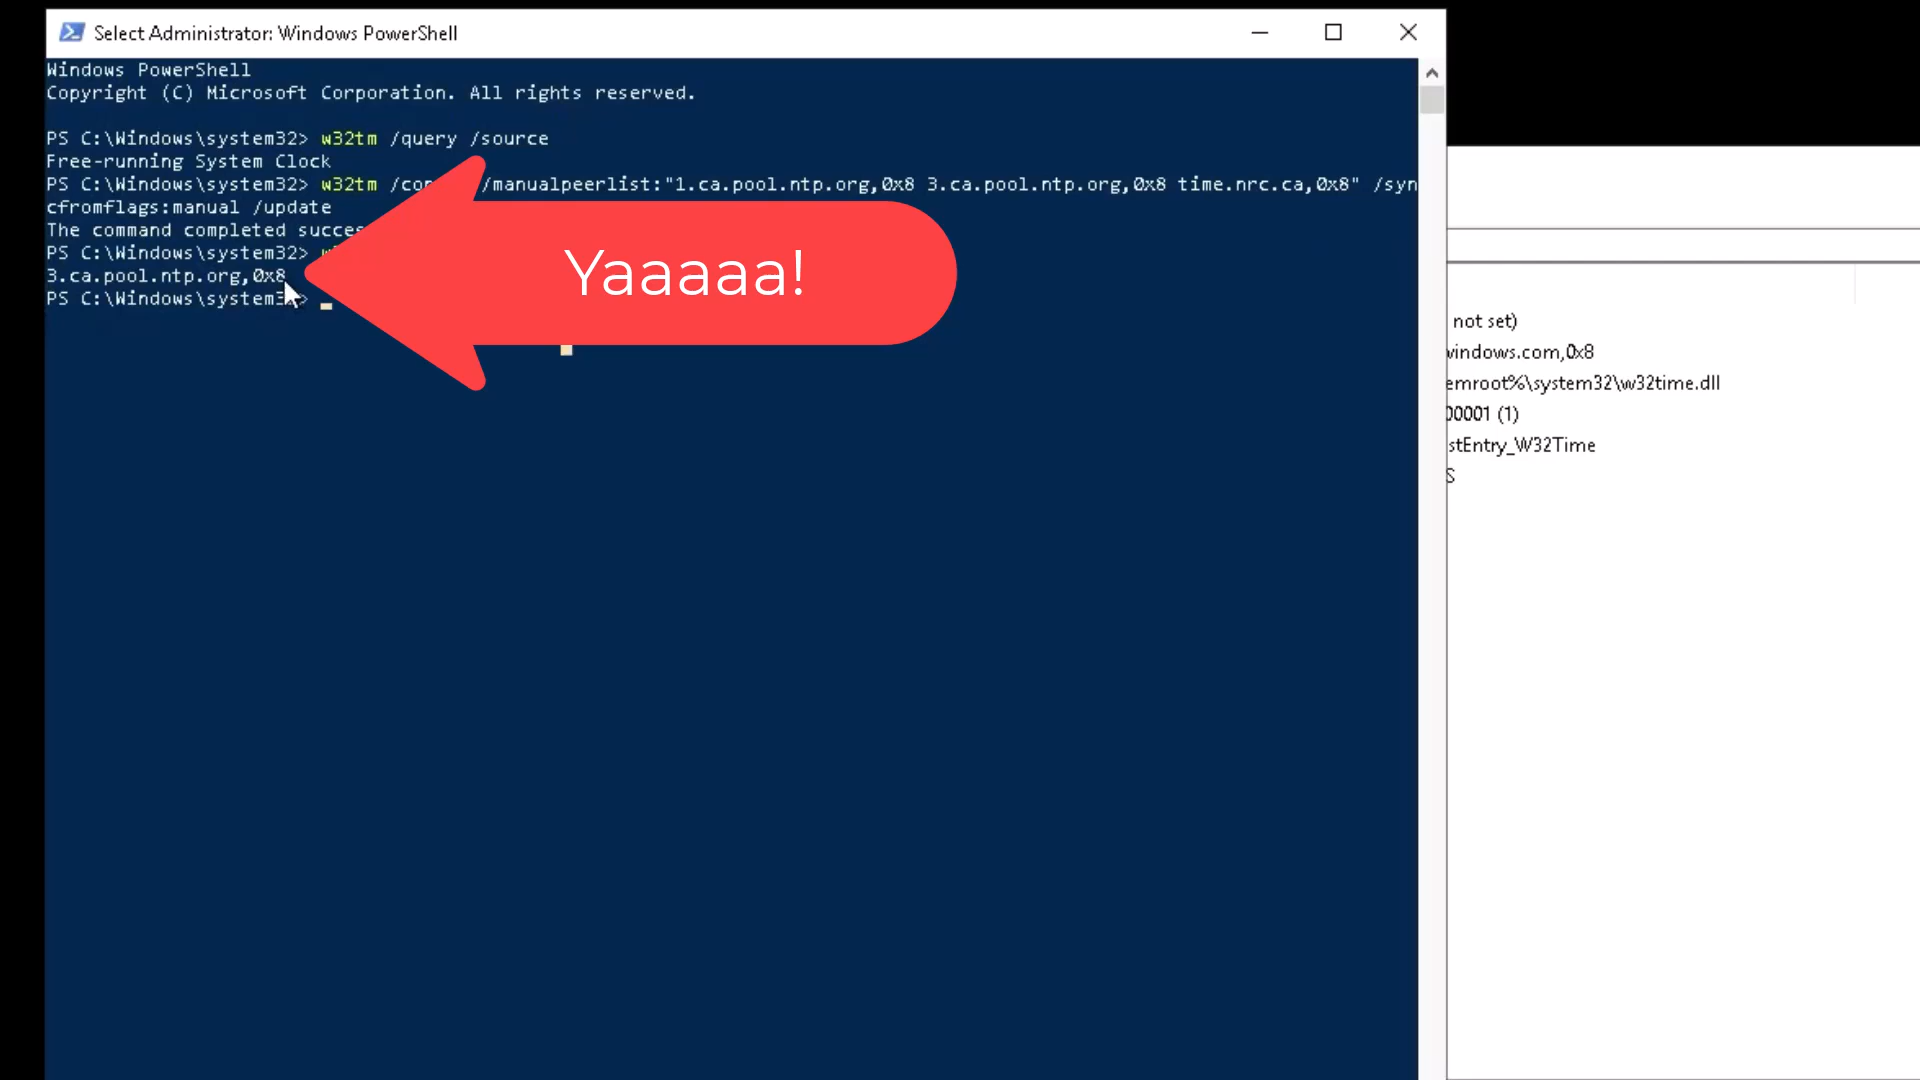 Select Administrator: Windows PowerShell
Windows PowerShell
Copyright (C) Microsoft Corporation. All rights reserved.
PS C:\Windows\system32> w32tm /query /source
Free-running System Clock
PS C:\Windows\system32> w32tm /manualpeerlist:"1.ca.pool.ntp.org,0x8 3.ca.pool.ntp.org,0x8 time.nrc.ca,0x8" /syn
cfromflags:manual /update
The command completed succes
PS C:\Windows\system32>
3.ca.pool.ntp.org,0x8
PS C:\Windows\system32>
Yaaaaa!
not set)
windows.com,0x8
emroot%\system32\w32time.dll
00001 (1)
stEntry_W32Time
S